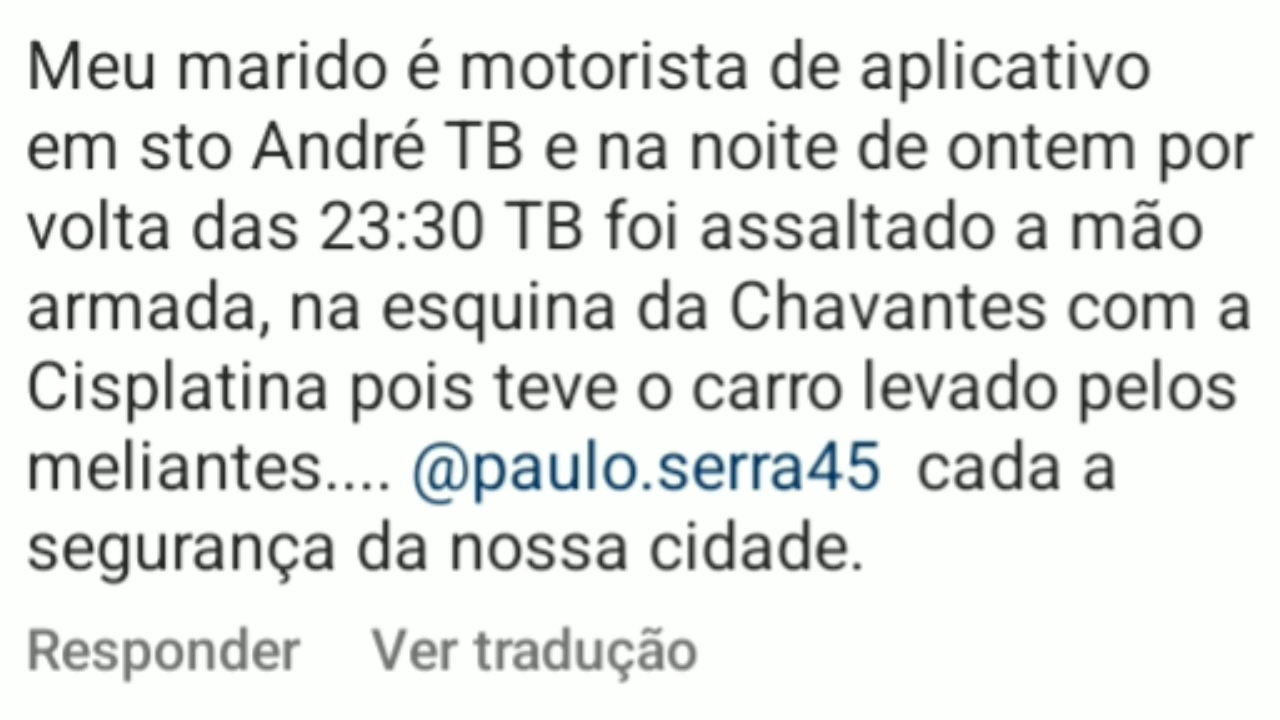 Meu marido é motorista de aplicativo
em sto André TB e na noite de ontem por
volta das 23:30 TB foi assaltado a mão
armada, na esquina da Chavantes com a
Cisplatina pois teve o carro levado pelos
meliantes.... @paulo.serra45 cada a
segurança da nossa cidade.
Responder Ver tradução